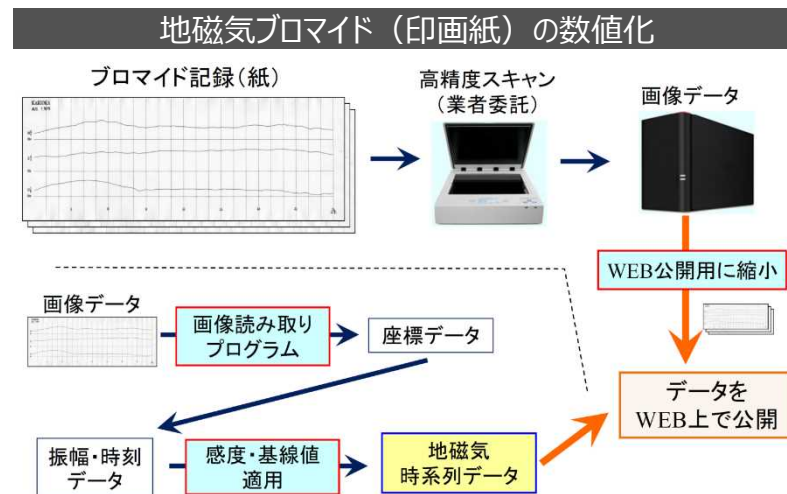 地磁気ブロマイド（印画紙）の数値化
ブロマイド記録（紙）
高精度スキャン
（業者委託）
画像データ
KAKIOKA
WEB公開用に縮小
画像データ
画像読み取り
プログラム
座標データ
データを
WEB上で公開
振幅・時刻
データ
感度・基線値
適用
地磁気
時系列データ